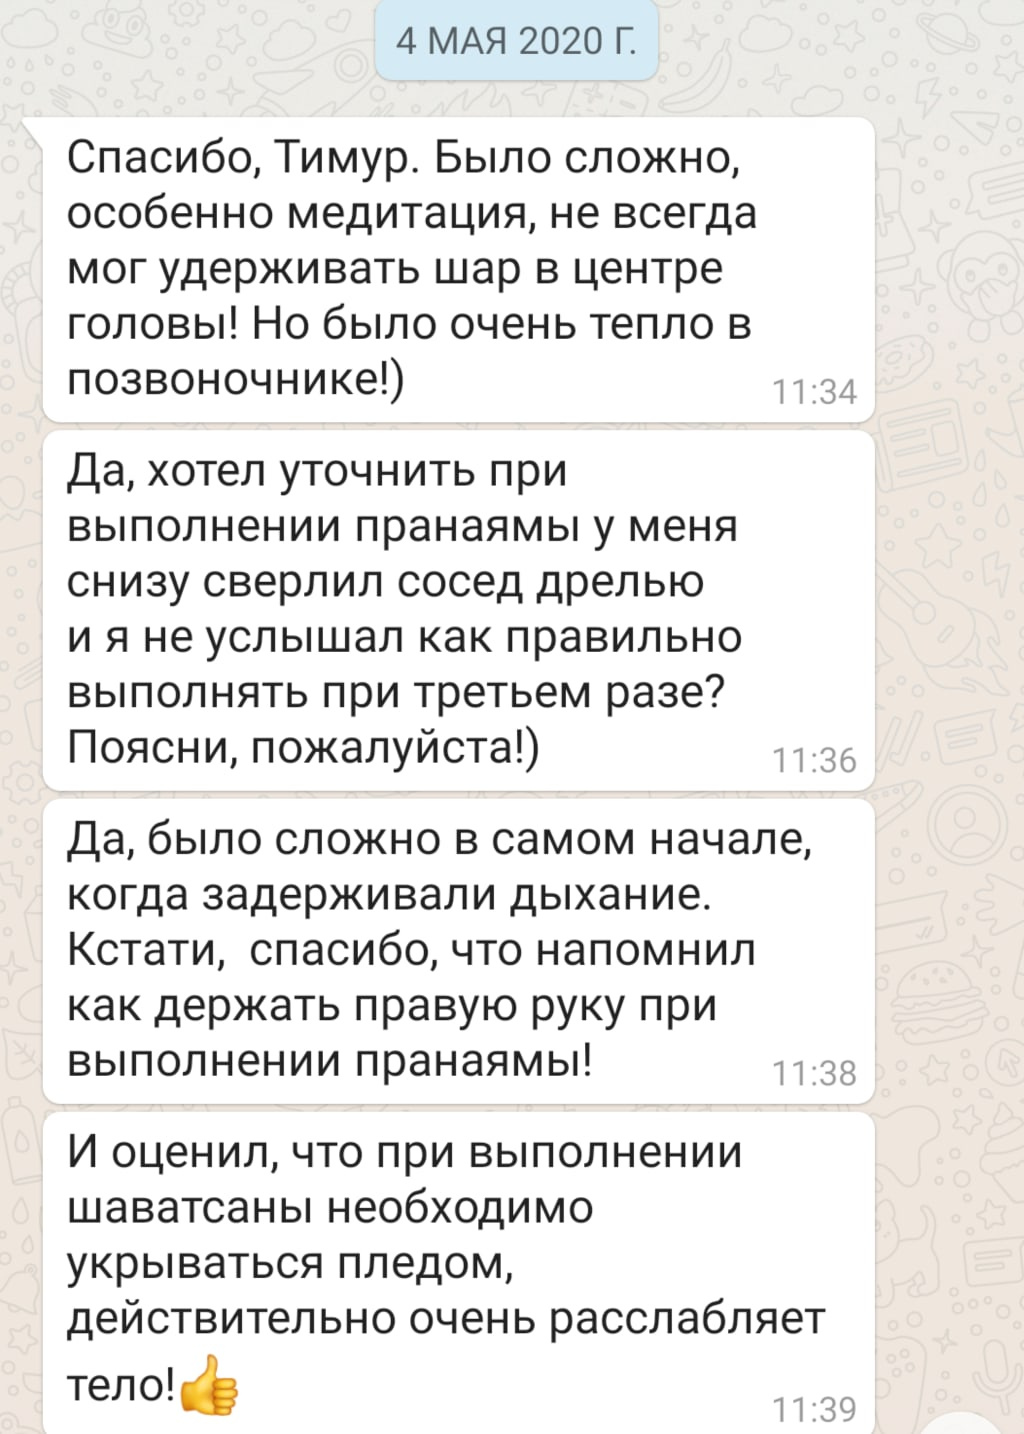 4 МАЯ 2020 Г.
Спасибо, Тимур. Было сложно,
особенно медитация, не всегда
мог удерживать шар в центре
головы! Но было очень тепло в
позвоночнике!)
11:34
Да, хотел уточнить при
выполнении пранаямы у меня
снизу сверлил сосед дрелью
и я не услышал как правильно
выполнять при третьем разе?
Поясни, пожалуйста!)
11:36
Да, было сложно в самом начале,
когда задерживали дыхание.
Кстати,  спасибо, что напомнил
как держать правую руку при
выполнении пранаямы!
11:38
И оценил, что при выполнении
шаватсаны необходимо
укрываться пледом,
действительно очень расслабляет
тело!👍
11:39